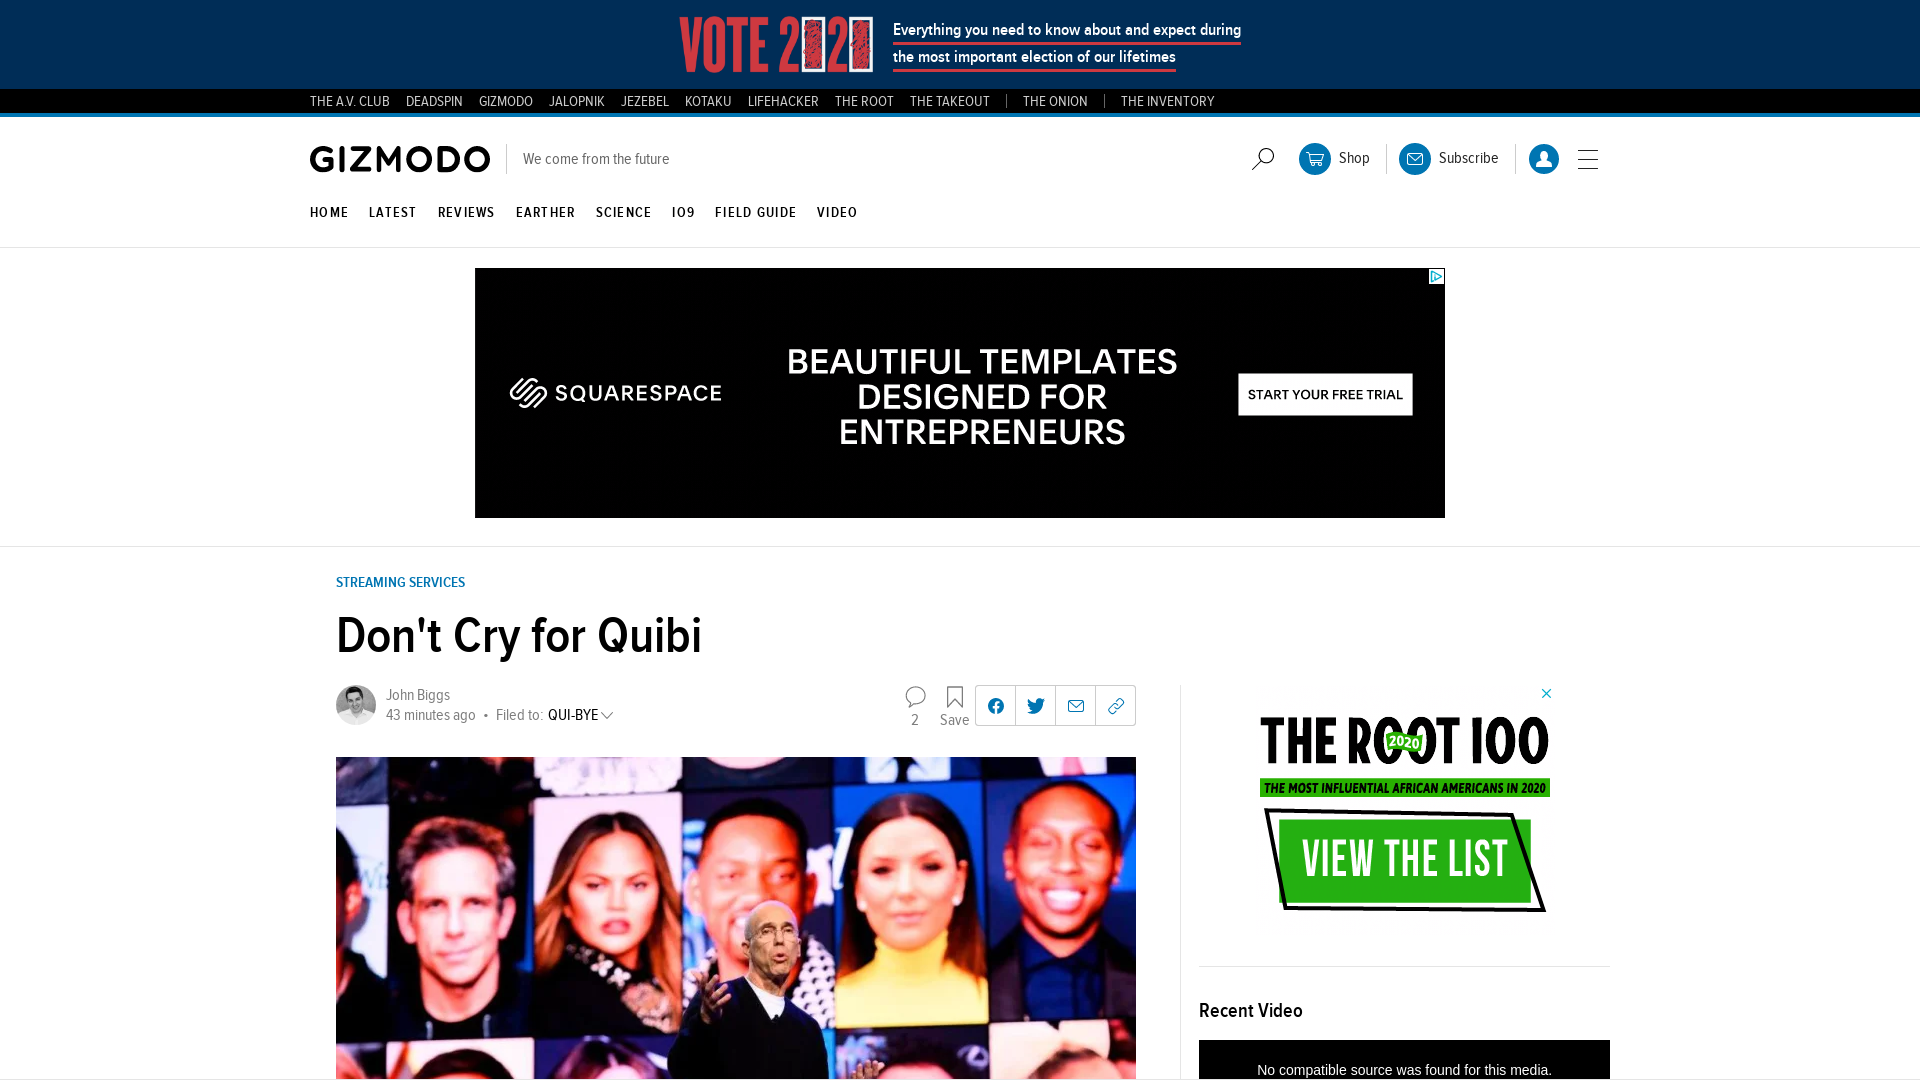 VOTE 2020
Everything you need to know about and expect during
the most important election of our lifetimes
THE A.V. CLUB DEADSPIN GIZMODO JALOPNIK JEZEBEL KOTAKU LIFEHACKER THE ROOT THE TAKEOUT THE ONION THE INVENTORY
GIZMODO We come from the future Shop Subscribe
HOME LATEST REVIEWS EARTHER SCIENCE IO9 FIELD GUIDE VIDEO
SQUARESPACE
BEAUTIFUL TEMPLATES
DESIGNED FOR
ENTREPRENEURS
START YOUR FREE TRIAL
STREAMING SERVICES
Don't Cry for Quibi
John Biggs
43 minutes ago • Filed to: QUI-BYE
2 Save
THE ROOT 100
2020
THE MOST INFLUENTIAL AFRICAN AMERICANS IN 2020
VIEW THE LIST
Recent Video
No compatible source was found for this media.